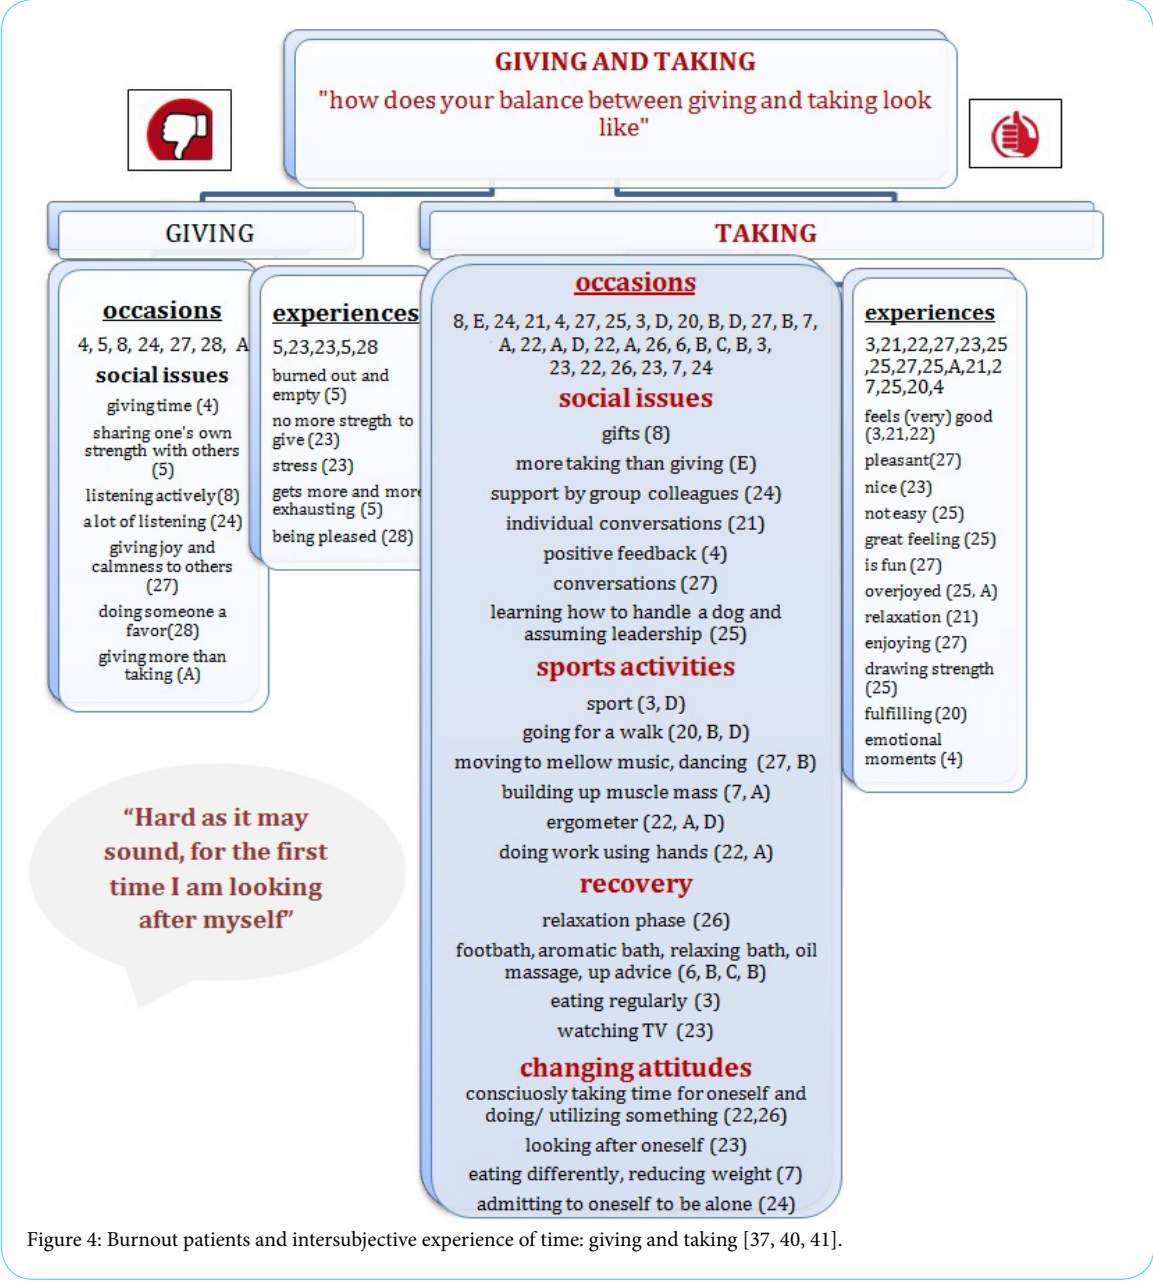 GIVING AND TAKING
"how does your balance between giving and taking look
like"
GIVING
TAKING
occasions
4, 5, 8, 24, 27, 28, A
social issues
giving time (4)
sharing one's own
strength with others
(5)
listening actively(8)
a lot of listening (24)
giving joy and
calmness to others
(27)
doing someone a
favor(28)
giving more than
taking (A)
experiences
5,23,23,5,28
burned out and
empty (5)
no more stregth to
give (23)
stress (23)
gets more and more
exhausting (5)
being pleased (28)
occasions
8, E, 24, 21, 4, 27, 25, 3, D, 20, B, D, 27, B, 7,
A, 22, A, D, 22, A, 26, 6, B, C, B, 3,
23, 22, 26, 23, 7, 24
social issues
gifts (8)
more taking than giving (E)
support by group colleagues (24)
individual conversations (21)
positive feedback (4)
conversations (27)
learning how to handle a dog and
assuming leadership (25)
sports activities
sport (3, D)
going for a walk (20, B, D)
moving to mellow music, dancing (27, B)
building up muscle mass (7, A)
ergometer (22, A, D)
doing work using hands (22, A)
recovery
relaxation phase (26)
footbath, aromatic bath, relaxing bath, oil
massage, up advice (6, B, C, B)
eating regularly (3)
watching TV (23)
changing attitudes
consciuosly taking time for oneself and
doing/ utilizing something (22,26)
looking after oneself (23)
eating differently, reducing weight (7)
admitting to oneself to be alone (24)
experiences
3,21,22,27,23,25
,25,27,25,A,21,2
7,25,20,4
feels (very) good
(3,21,22)
pleasant(27)
nice (23)
not easy (25)
great feeling (25)
is fun (27)
overjoyed (25, A)
relaxation (21)
enjoying (27)
drawing strength
(25)
fulfilling (20)
emotional
moments (4)
“Hard as it may
sound, for the first
time I am looking
after myself”
Figure 4: Burnout patients and intersubjective experience of time: giving and taking [37, 40, 41].